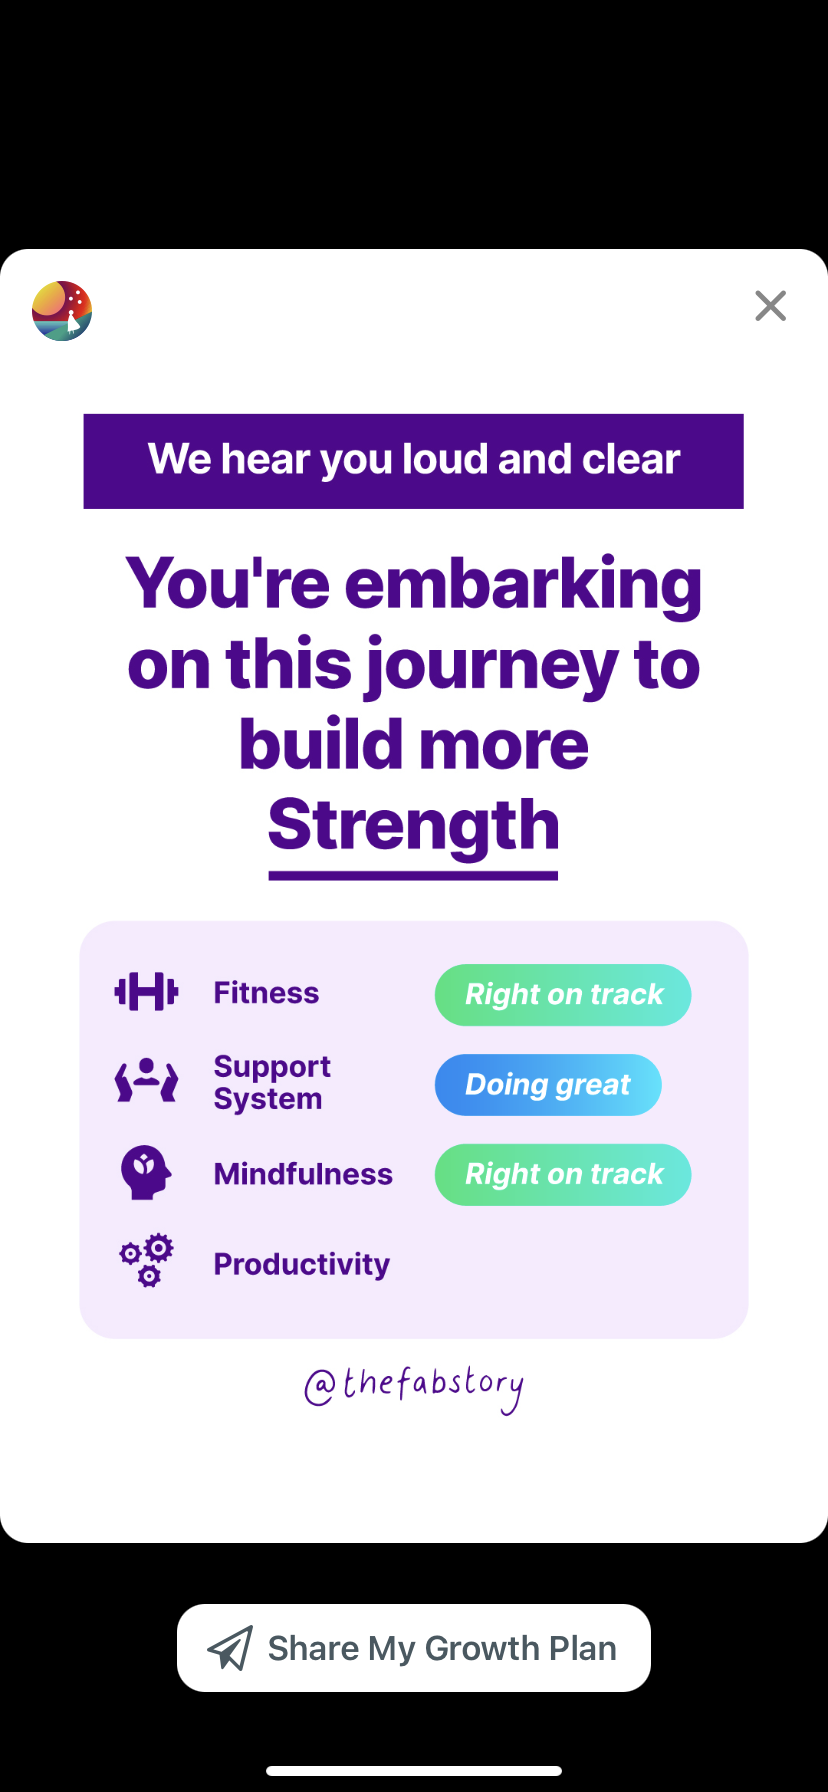 We hear you loud and clear
You're embarking
on this journey to
build more
Strength
Fitness
Right on track
Support
System
Doing great
Mindfulness
Right on track
Productivity
@thefabstory
Share My Growth Plan